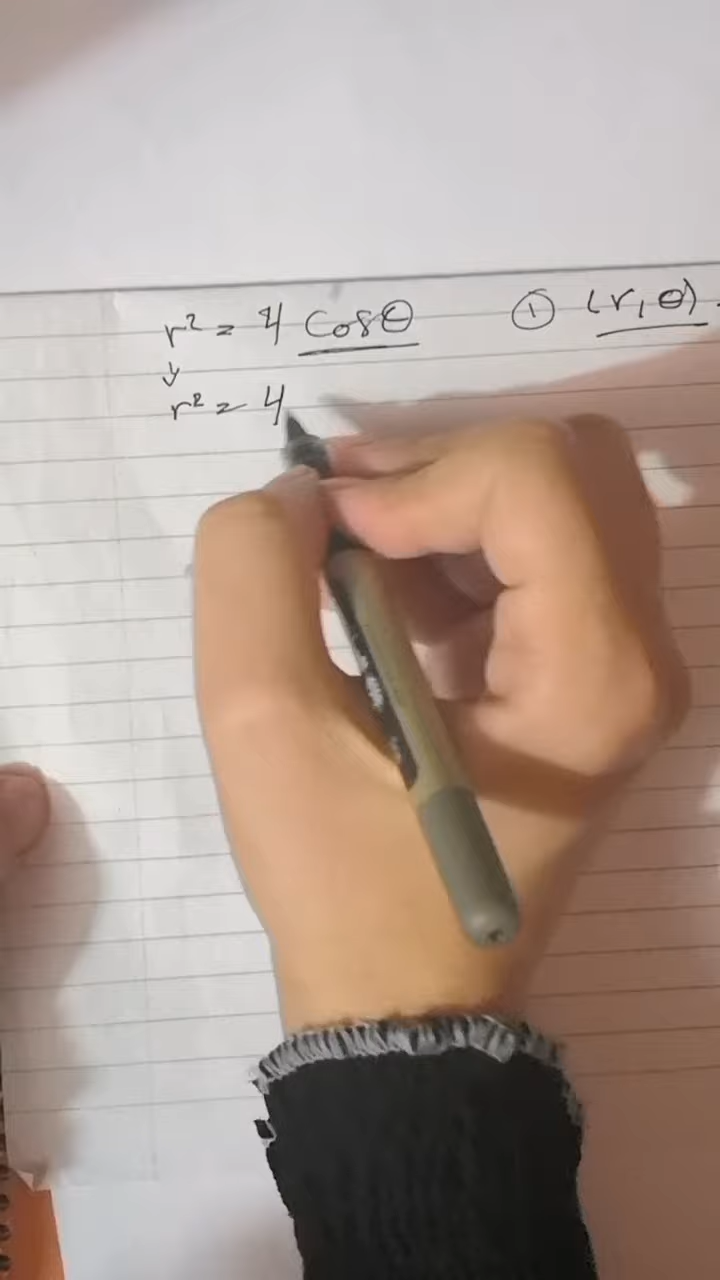 r² = 4 cosθ ① (r, θ)
↓
r² = 4